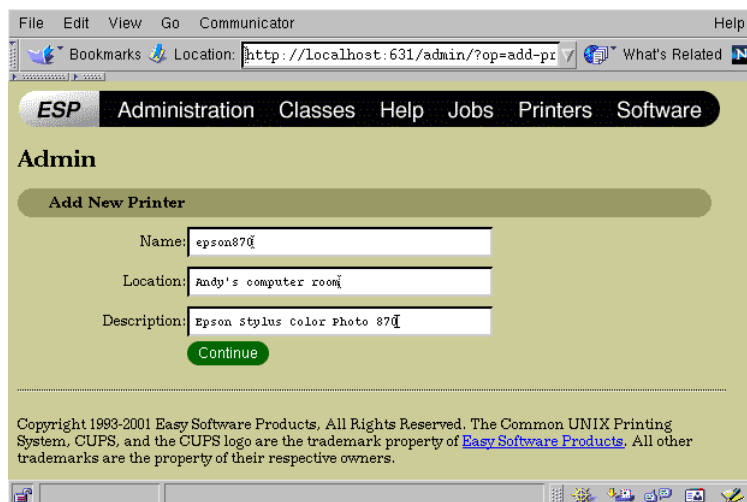 File Edit View Go Communicator Help
Bookmarks Location: http://localhost:631/admin/?op=add-pr What's Related N
ESP Administration Classes Help Jobs Printers Software
Admin
Add New Printer
Name: epson870
Location: Andy's computer room
Description: Epson Stylus Color Photo 870
Continue
Copyright 1993-2001 Easy Software Products, All Rights Reserved. The Common UNIX Printing
System, CUPS, and the CUPS logo are the trademark property of Easy Software Products. All other
trademarks are the property of their respective owners.